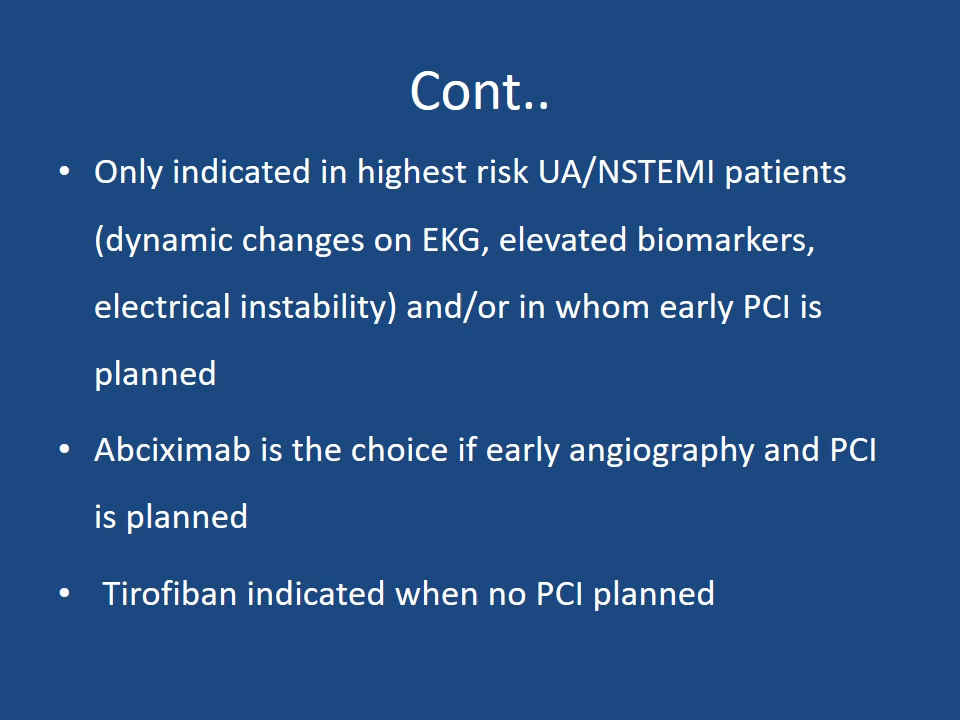 Cont..
• Only indicated in highest risk UA/NSTEMI patients
(dynamic changes on EKG, elevated biomarkers,
electrical instability) and/or in whom early PCI is
planned
• Abciximab is the choice if early angiography and PCI
is planned
• Tirofiban indicated when no PCI planned